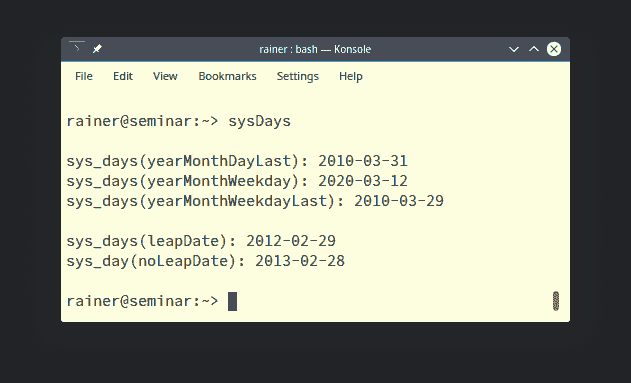 rainer : bash — Konsole
File Edit View Bookmarks Settings Help
rainer@seminar:~> sysDays
sys_days(yearMonthDayLast): 2010-03-31
sys_days(yearMonthWeekday): 2020-03-12
sys_days(yearMonthWeekdayLast): 2010-03-29
sys_days(leapDate): 2012-02-29
sys_day(noLeapDate): 2013-02-28
rainer@seminar:~>